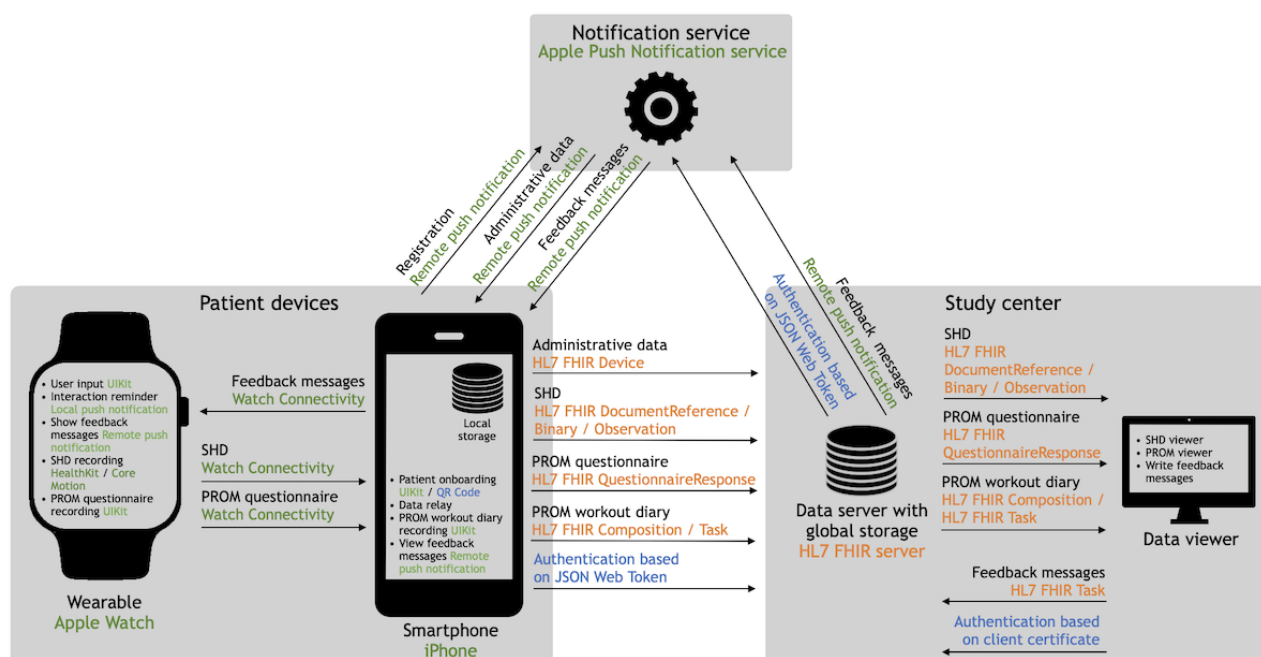 Notification service
Apple Push Notification service
Registration
Remote push notification
Administrative data
Remote push notification
Feedback messages
Remote push notification
Authentication based
on JSON Web Token
Feedback messages
Remote push notification
Patient devices
• User input UIKit
• Interaction reminder
Local push notification
• Show feedback
messages Remote push
notification
• SHD recording
HealthKit / Core
Motion
• PROM questionnaire
recording UIKit
Wearable
Apple Watch
Feedback messages
Watch Connectivity
SHD
Watch Connectivity
PROM questionnaire
Watch Connectivity
Local
storage
• Patient onboarding
UIKit / QR Code
• Data relay
• PROM workout diary
recording UIKit
• View feedback
messages Remote
push notification
Smartphone
iPhone
Administrative data
HL7 FHIR Device
SHD
HL7 FHIR DocumentReference /
Binary / Observation
PROM questionnaire
HL7 FHIR QuestionnaireResponse
PROM workout diary
HL7 FHIR Composition / Task
Authentication based
on JSON Web Token
Study center
Data server with
global storage
HL7 FHIR server
SHD
HL7 FHIR
DocumentReference /
Binary / Observation
PROM questionnaire
HL7 FHIR
QuestionnaireResponse
PROM workout diary
HL7 FHIR Composition /
HL7 FHIR Task
Feedback messages
HL7 FHIR Task
Authentication based
on client certificate
• SHD viewer
• PROM viewer
• Write feedback
messages
Data viewer